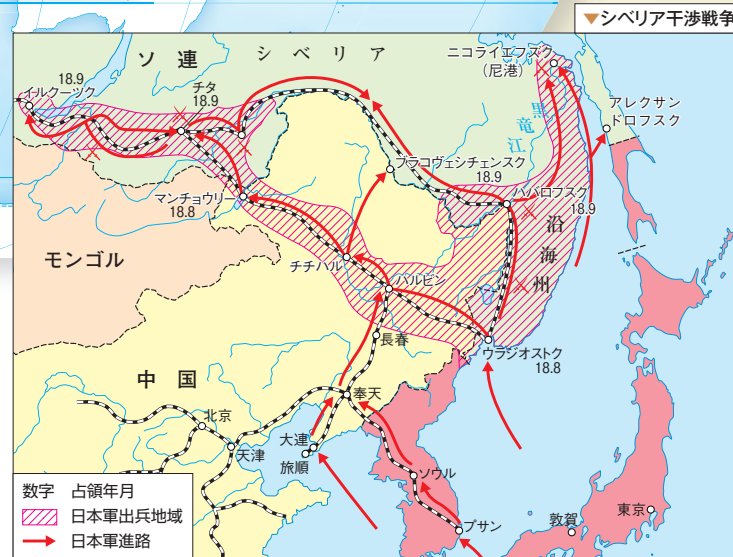 ▼シベリア干渉戦争
ソ連
シベリア
ニコライエフスク
(尼港)
18.9
イルクーツク
チタ
18.9
アレクサン
ドロフスク
黒竜江
ブラゴヴェシチェンスク
18.9
ハバロフスク
18.9
マンチョウリー
18.8
沿海州
モンゴル
チチハル
ハルビン
長春
ウラジオストク
18.8
中国
奉天
北京
天津
大連
旅順
ソウル
プサン
敦賀
東京
数字 占領年月
日本軍出兵地域
日本軍進路